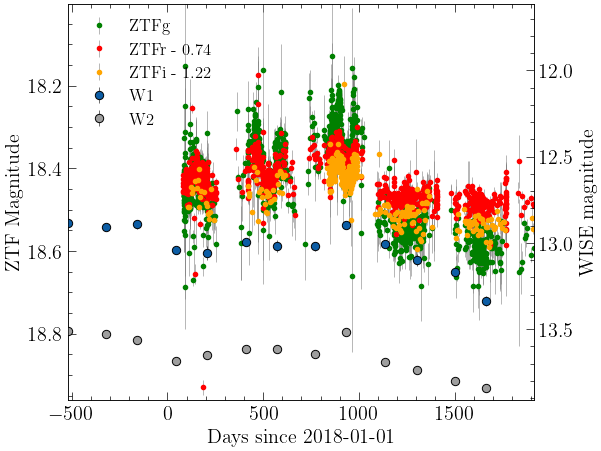 ZTFg
ZTFr - 0.74
ZTFi - 1.22
W1
W2
18.2
18.4
18.6
18.8
ZTF Magnitude
12.0
12.5
13.0
13.5
WISE magnitude
−500
0
500
1000
1500
Days since 2018-01-01